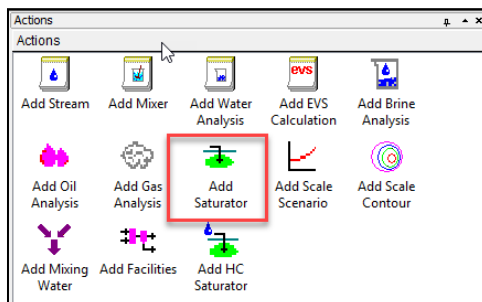 Actions
Actions
evs
Add Stream Add Mixer Add Water Analysis Add EVS Calculation Add Brine Analysis
Add Oil Analysis Add Gas Analysis Add Saturator Add Scale Scenario Add Scale Contour
Add Mixing Water Add Facilities Add HC Saturator